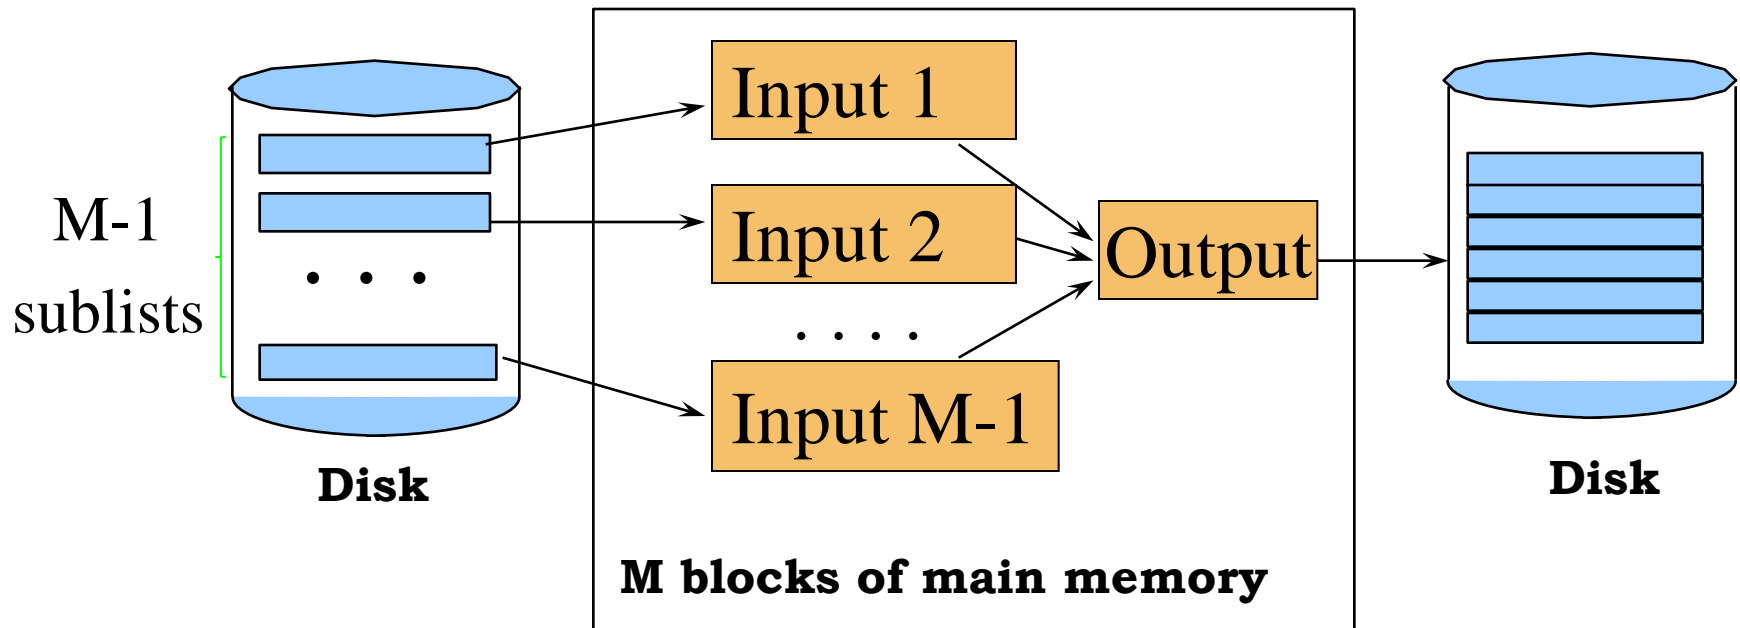 M-1
sublists
• • •
Disk
Input 1
Input 2
. . . .
Input M-1
Output
M blocks of main memory
Disk